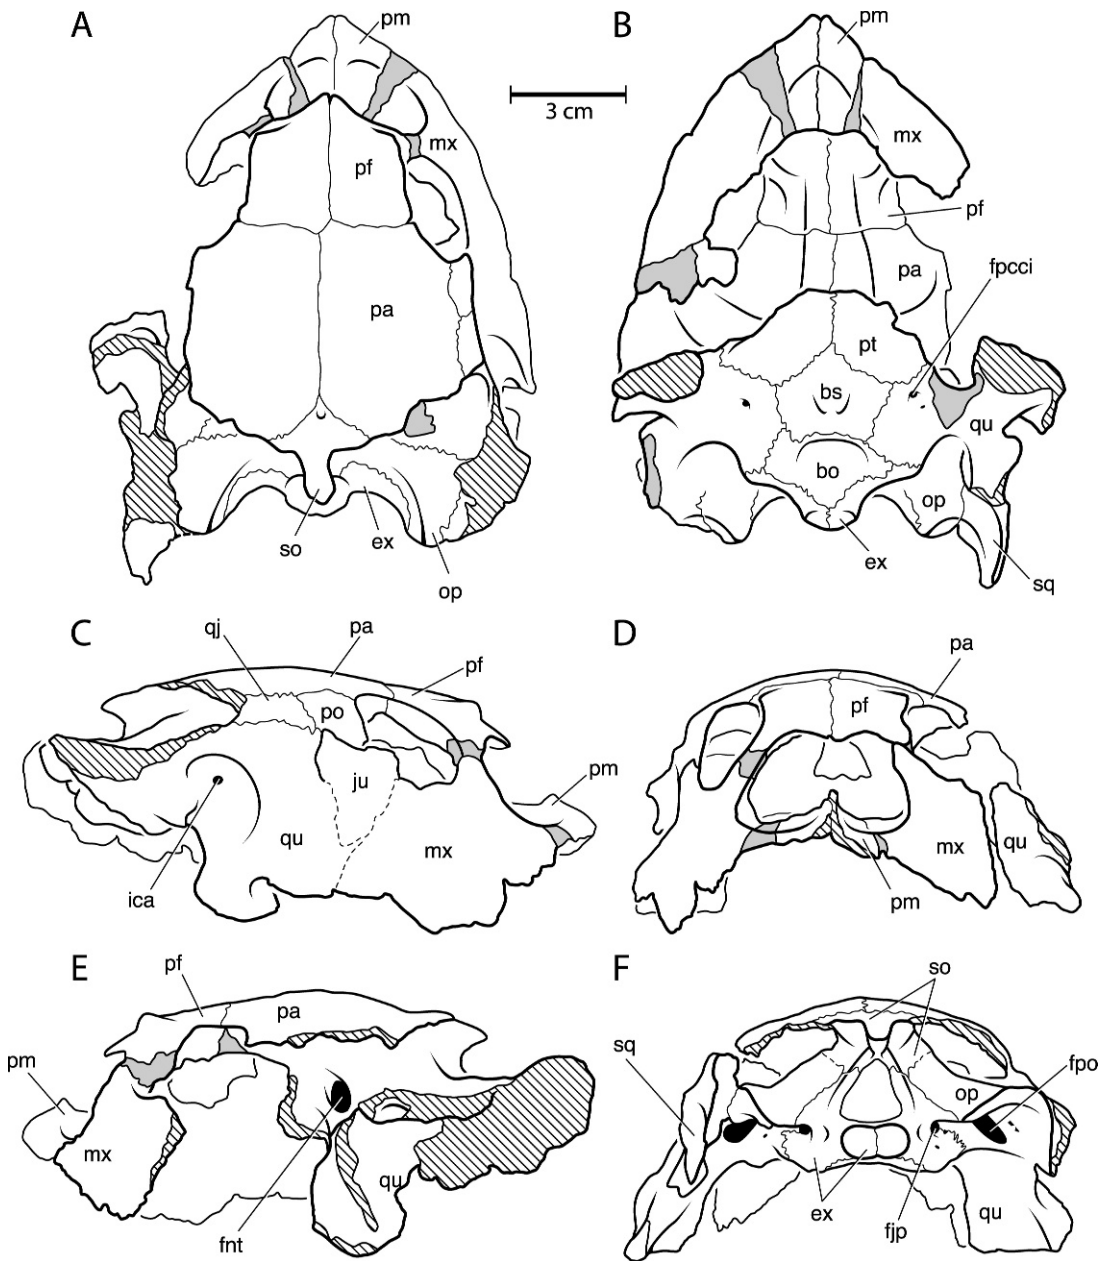 A
pm
B
pm
3 cm
mx
mx
pf
pf
fpcci
pa
pa
pt
bs
qu
bo
op
so
ex
op
ex
sq
C
qj
pa
pf
po
pm
ju
qu
mx
ica
D
pa
pf
mx
qu
pm
E
pf
pa
pm
mx
qu
fnt
F
so
sq
op
fpo
ex
fjp
qu